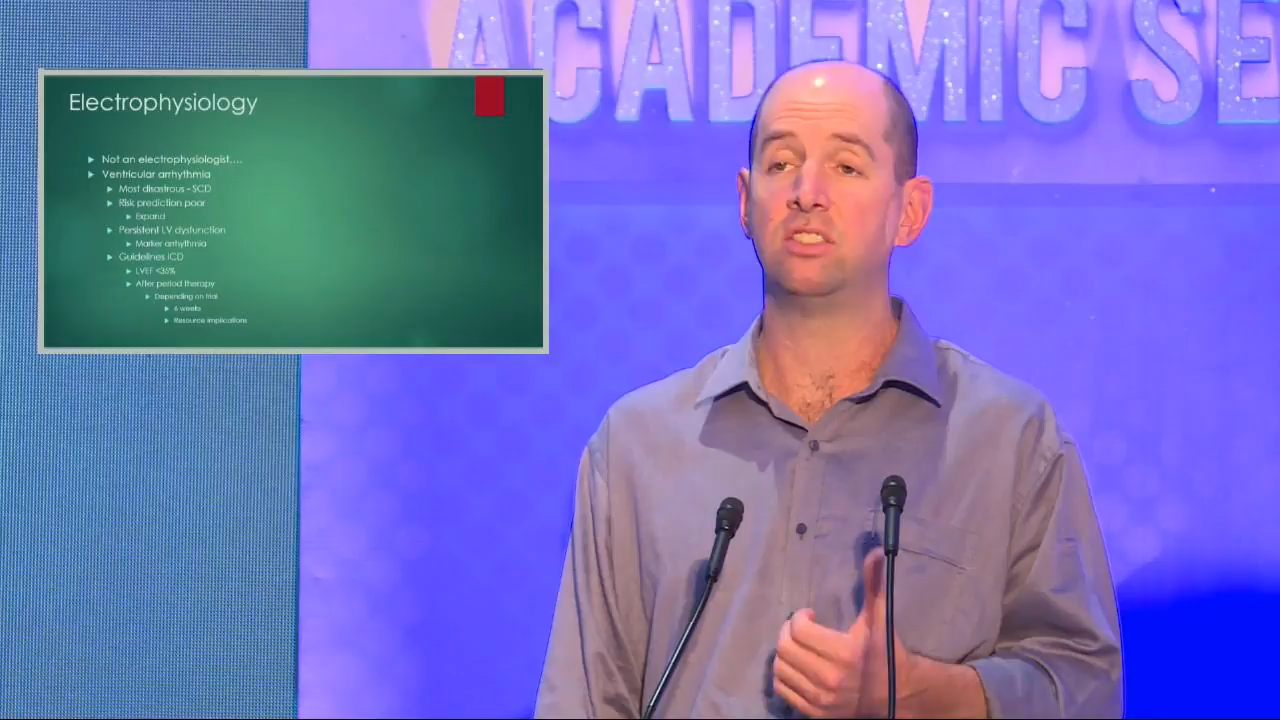 ACADEMIC SE
Electrophysiology
Not an electrophysiologist....
Ventricular arrhythmia
Most disastrous - SCD
Risk prediction poor
Expand
Persistent LV dysfunction
Marker arrhythmia
Guidelines ICD
LVEF <35%
After period therapy
Depending on trial
6 weeks
Resource implications